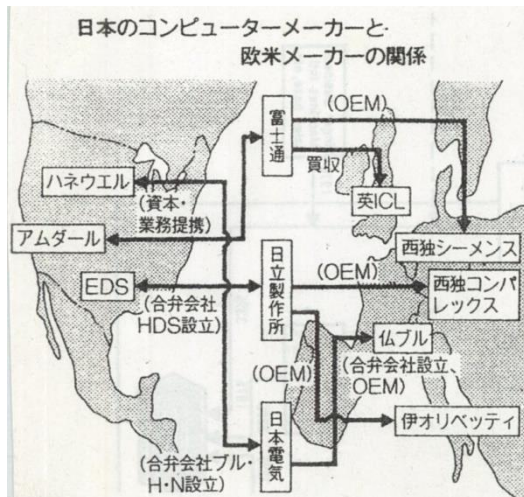 日本のコンピューターメーカーと
欧米メーカーの関係
ハネウエル
(資本・
業務提携)
アムダール
EDS
(合弁会社
HDS設立)
(合弁会社ブル・
H・N設立)
富士通
日立製作所
日本電気
(OEM)
買収
英ICL
西独シーメンス
(OEM)
西独コンパ
レックス
仏ブル
(合弁会社設立、
OEM)
(OEM)
伊オリベッティ